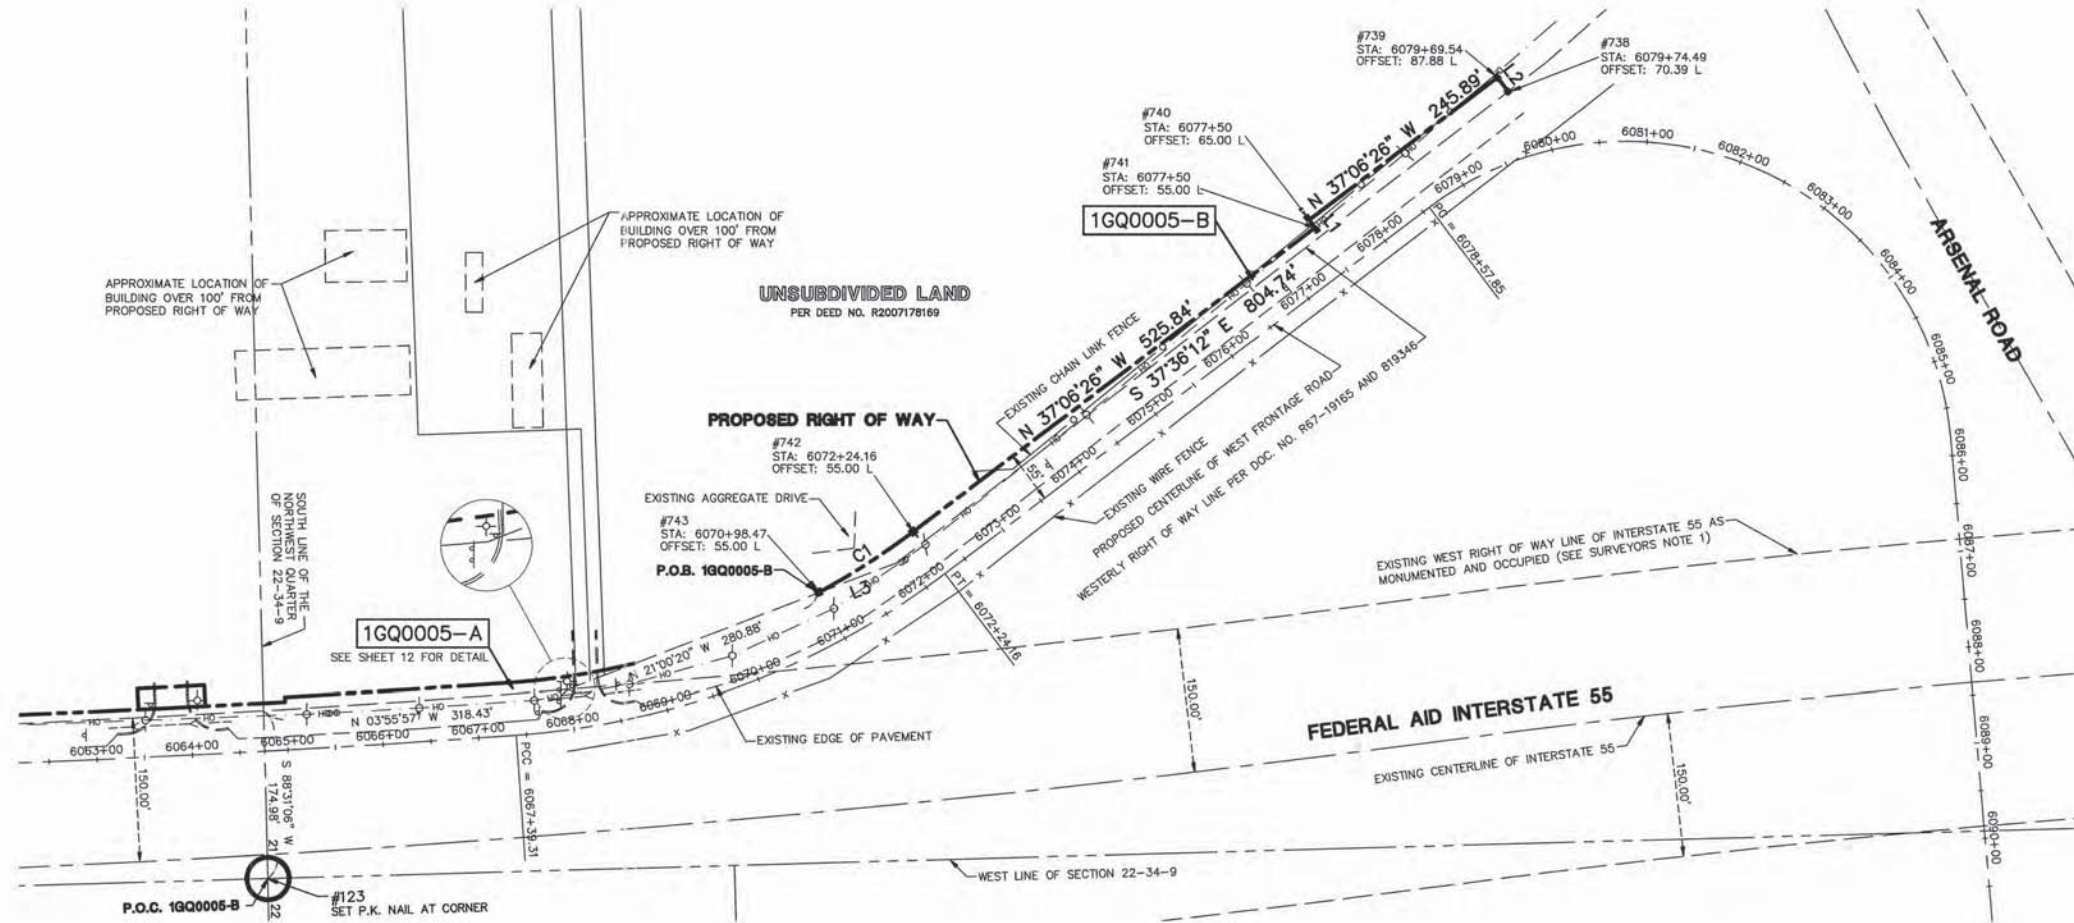 #739
STA: 6079+69.54
OFFSET: 87.88 L
#738
STA: 6079+74.49
OFFSET: 70.39 L
L2
N 37°06'26" W 245.89'
#740
STA: 6077+50
OFFSET: 65.00 L
#741
STA: 6077+50
OFFSET: 55.00 L
1GQ0005-B
L1
6080+00
6081+00
6082+00
6083+00
6084+00
6085+00
6086+00
6087+00
6088+00
6089+00
6090+00
ARSENAL ROAD
6079+00
6078+00
6077+00
6076+00
6075+00
6074+00
6073+00
6072+00
6071+00
6070+00
6069+00
6068+00
6067+00
6066+00
6065+00
6064+00
6063+00
PC = 6078+57.85
APPROXIMATE LOCATION OF
BUILDING OVER 100' FROM
PROPOSED RIGHT OF WAY
APPROXIMATE LOCATION OF
BUILDING OVER 100' FROM
PROPOSED RIGHT OF WAY
UNSUBDIVIDED LAND
PER DEED NO. R2007178169
EXISTING CHAIN LINK FENCE
N 37°06'26" W 525.84'
S 37°36'12" E 804.74'
PROPOSED RIGHT OF WAY
#742
STA: 6072+24.16
OFFSET: 55.00 L
55'
EXISTING AGGREGATE DRIVE
#743
STA: 6070+98.47
OFFSET: 55.00 L
P.O.B. 1GQ0005-B
C1
L3
HO
EXISTING WIRE FENCE
PROPOSED CENTERLINE OF WEST FRONTAGE ROAD
WESTERLY RIGHT OF WAY LINE PER DOC. NO. R67-19165 AND 819346
PT = 6072+24.16
EXISTING WEST RIGHT OF WAY LINE OF INTERSTATE 55 AS
MONUMENTED AND OCCUPIED (SEE SURVEYORS NOTE 1)
SOUTH LINE OF THE
NORTHWEST QUARTER
OF SECTION 22-34-9
1GQ0005-A
SEE SHEET 12 FOR DETAIL
21°00'20" W 280.88'
N 03°55'57" W 318.43'
EXISTING EDGE OF PAVEMENT
150.00'
FEDERAL AID INTERSTATE 55
EXISTING CENTERLINE OF INTERSTATE 55
150.00'
150.00'
S 88°31'06" W
174.98'
PCC = 6067+39.31
21
22
P.O.C. 1GQ0005-B
#123
SET P.K. NAIL AT CORNER
WEST LINE OF SECTION 22-34-9